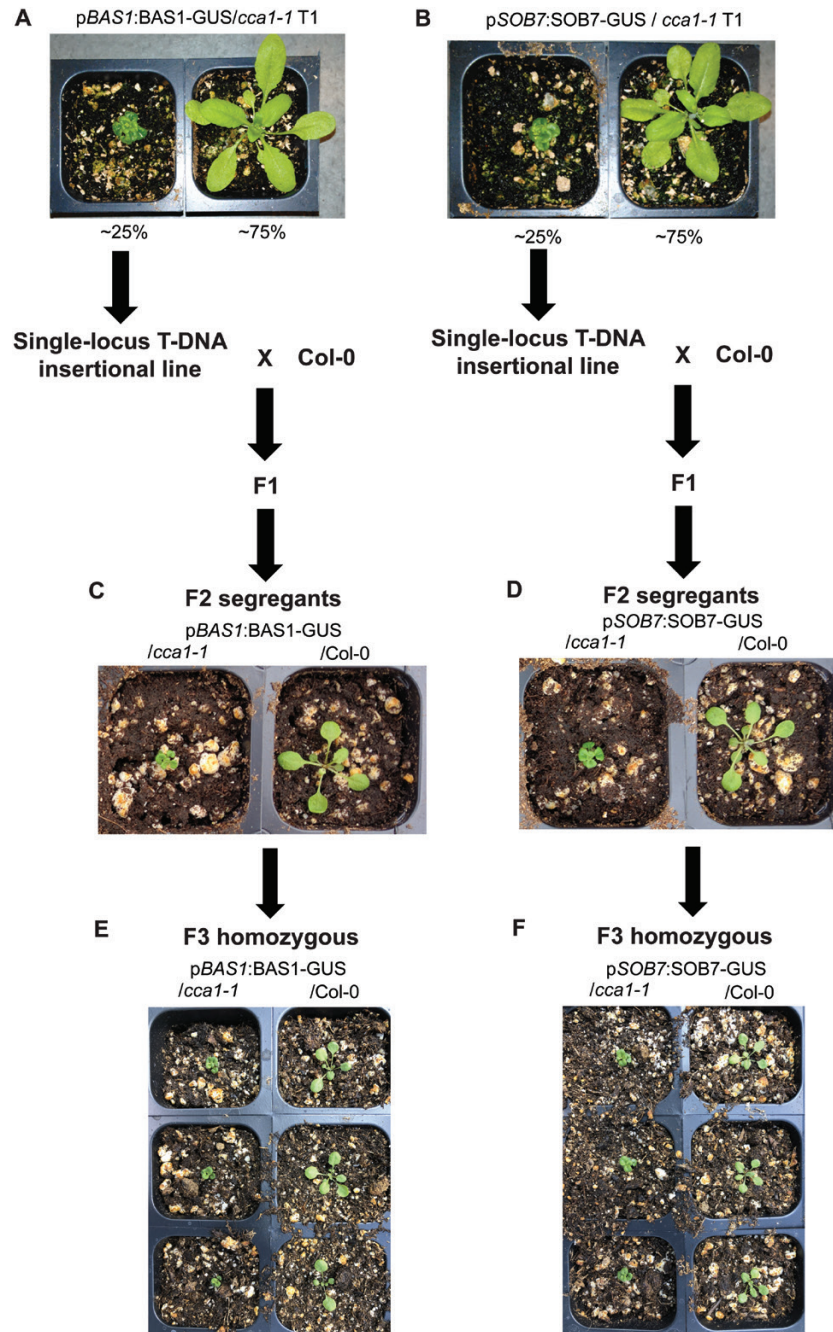 A
pBAS1:BAS1-GUS/cca1-1 T1
~25%
~75%
Single-locus T-DNA
insertional line
X
Col-0
F1
C
F2 segregants
pBAS1:BAS1-GUS
/cca1-1
/Col-0
E
F3 homozygous
pBAS1:BAS1-GUS
/cca1-1
/Col-0
B
pSOB7:SOB7-GUS / cca1-1 T1
~25%
~75%
Single-locus T-DNA
insertional line
X
Col-0
F1
F2 segregants
D
pSOB7:SOB7-GUS
/cca1-1
/Col-0
F3 homozygous
F
pSOB7:SOB7-GUS
/cca1-1
/Col-0